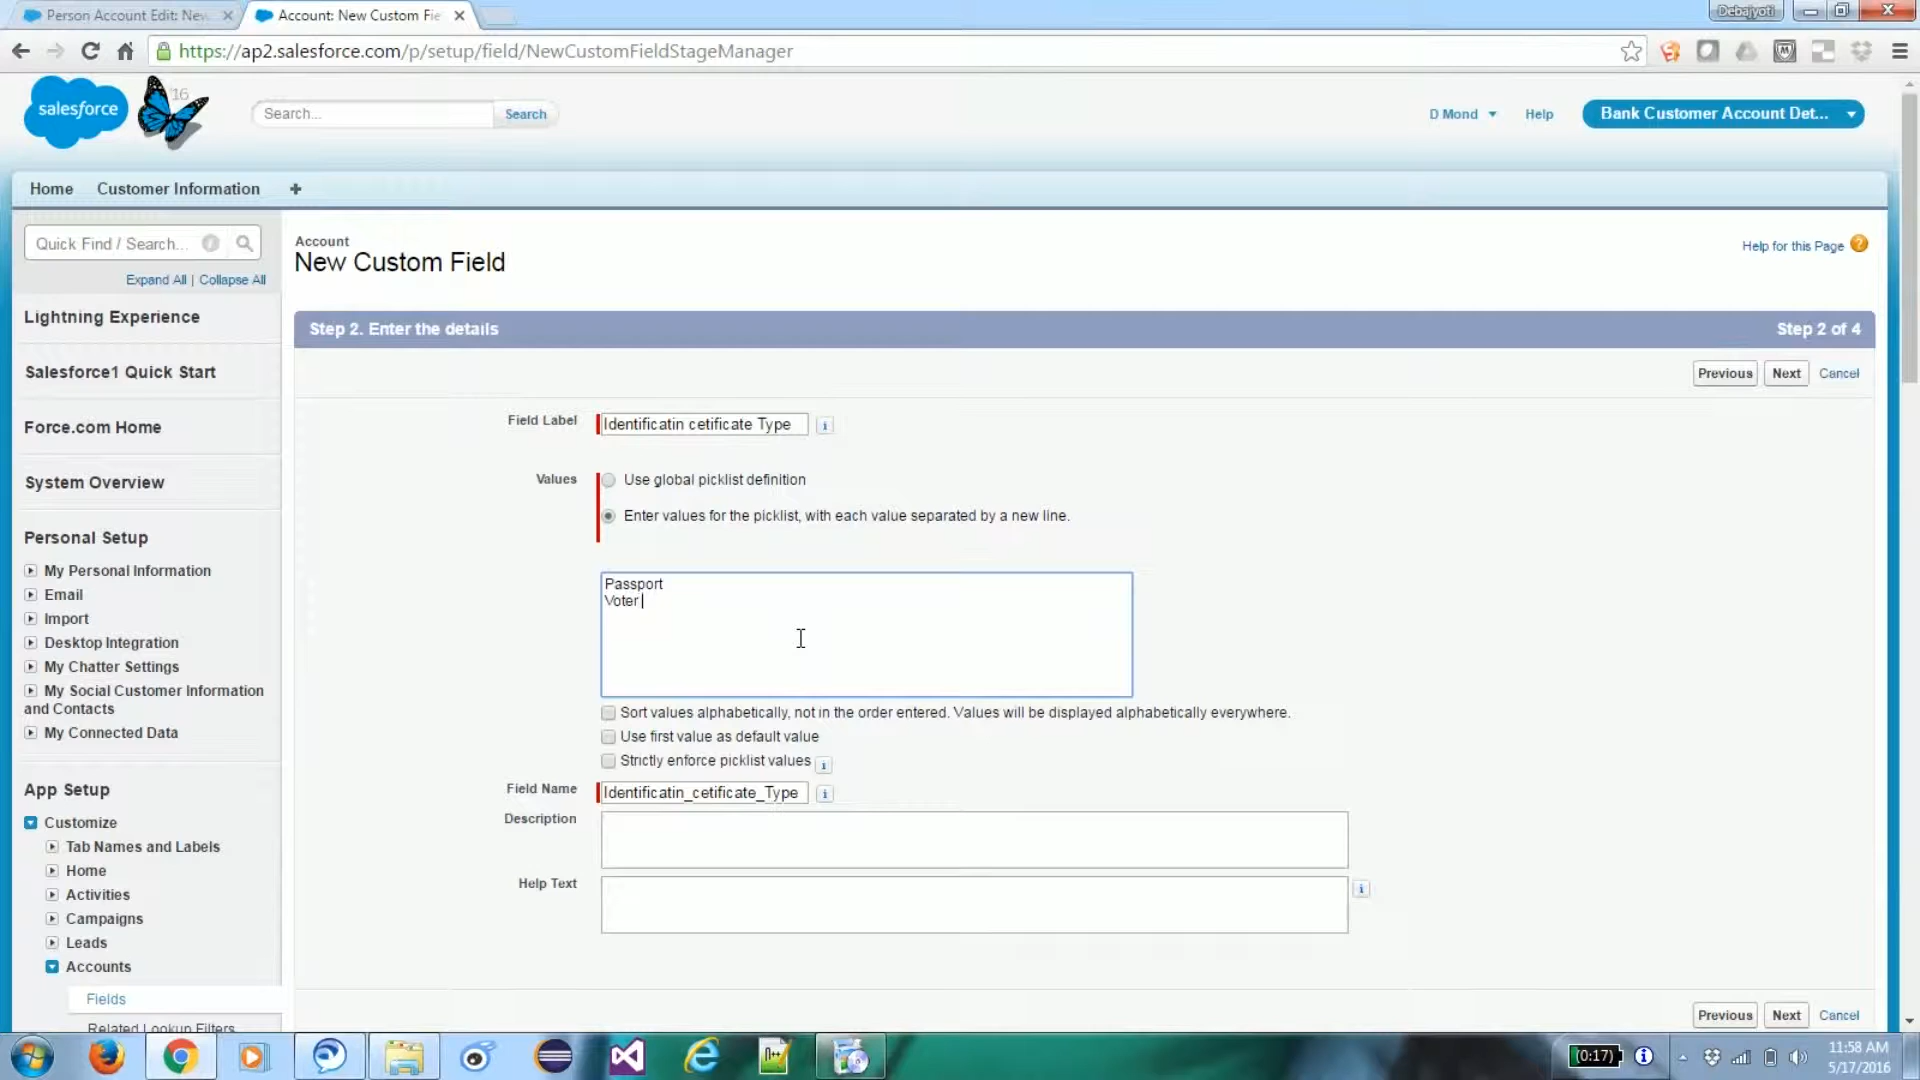 Person Account Edit: New
Account: New Custom Fie
Debajyoti
https://ap2.salesforce.com/p/setup/field/NewCustomFieldStageManager
salesforce
'16
Search...
Search
D Mond
Help
Bank Customer Account Det...
Home
Customer Information
+
Quick Find / Search...
Expand All | Collapse All
Lightning Experience
Salesforce1 Quick Start
Force.com Home
System Overview
Personal Setup
My Personal Information
Email
Import
Desktop Integration
My Chatter Settings
My Social Customer Information
and Contacts
My Connected Data
App Setup
Customize
Tab Names and Labels
Home
Activities
Campaigns
Leads
Accounts
Fields
Related Lookup Filters
Account
New Custom Field
Help for this Page ?
Step 2. Enter the details
Step 2 of 4
Previous
Next
Cancel
Field Label
Identificatin cetificate Type
i
Values
Use global picklist definition
Enter values for the picklist, with each value separated by a new line.
Passport
Voter
Sort values alphabetically, not in the order entered. Values will be displayed alphabetically everywhere.
Use first value as default value
Strictly enforce picklist values
i
Field Name
Identificatin_cetificate_Type
i
Description
Help Text
i
Previous
Next
Cancel
(0:17)
11:58 AM
5/17/2016